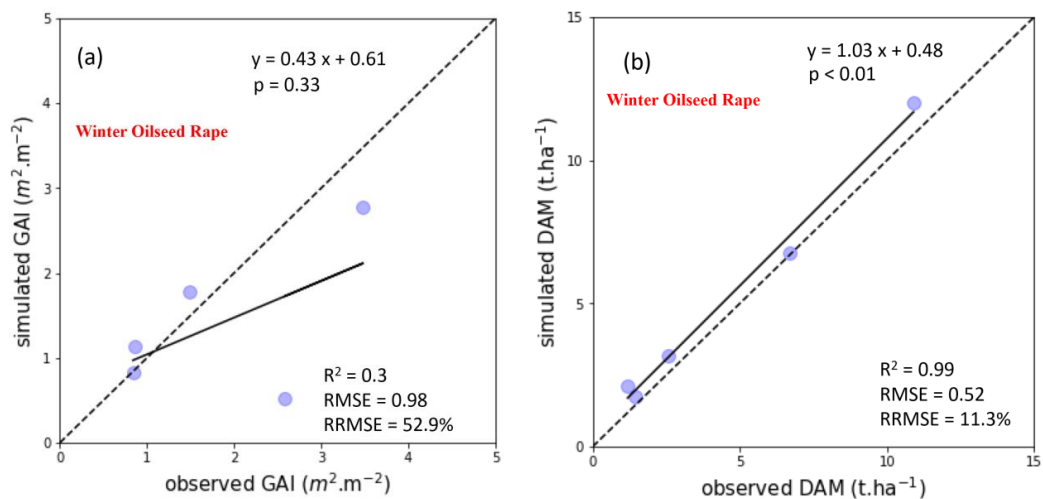 (a)
y = 0.43 x + 0.61
p = 0.33
Winter Oilseed Rape
R² = 0.3
RMSE = 0.98
RRMSE = 52.9%
simulated GAI (m².m⁻²)
5
4
3
2
1
0
0 1 2 3 4 5
observed GAI (m².m⁻²)
(b)
y = 1.03 x + 0.48
p < 0.01
Winter Oilseed Rape
R² = 0.99
RMSE = 0.52
RRMSE = 11.3%
simulated DAM (t.ha⁻¹)
15
10
5
0
0 5 10 15
observed DAM (t.ha⁻¹)